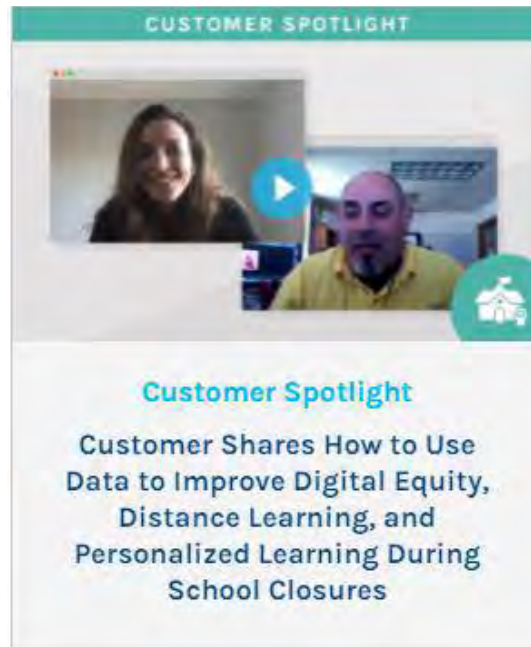 CUSTOMER SPOTLIGHT
Customer Spotlight
Customer Shares How to Use
Data to Improve Digital Equity,
Distance Learning, and
Personalized Learning During
School Closures